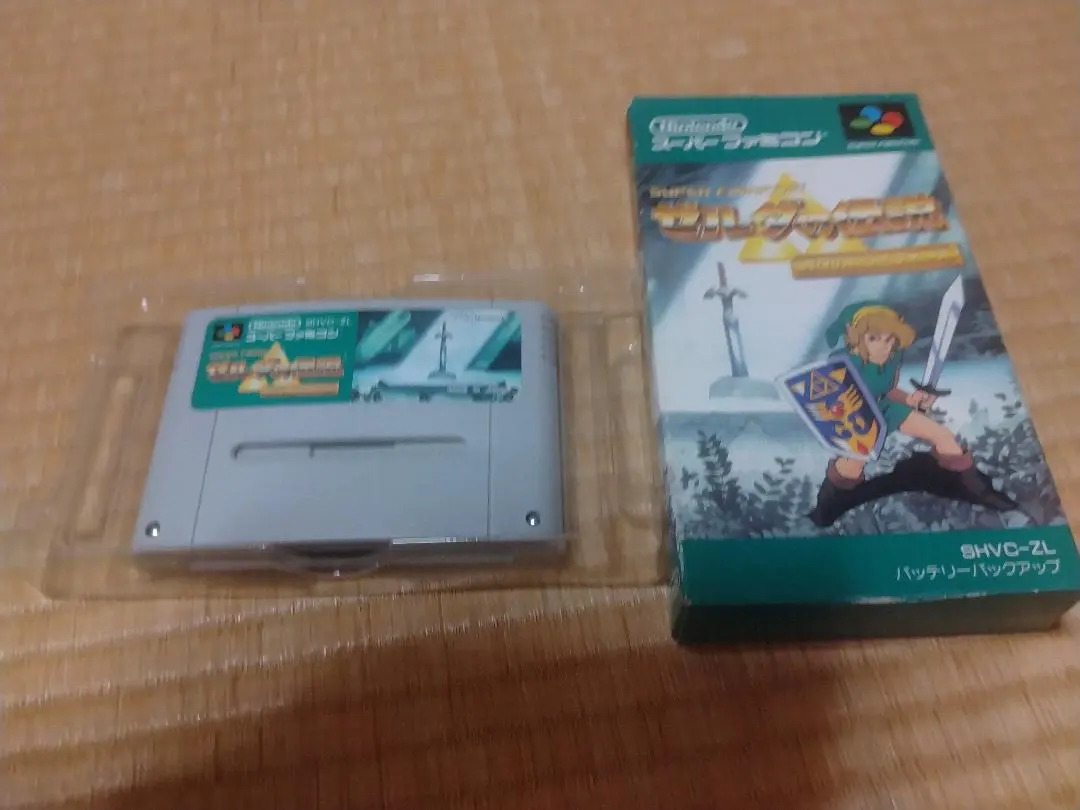 Nintendo SHVC-ZL
スーパーファミコン
ゼルダの伝説
Nintendo
スーパーファミコン
SUPER FAMICOM
ゼルダの伝説
SHVC-ZL
バッテリーバックアップ